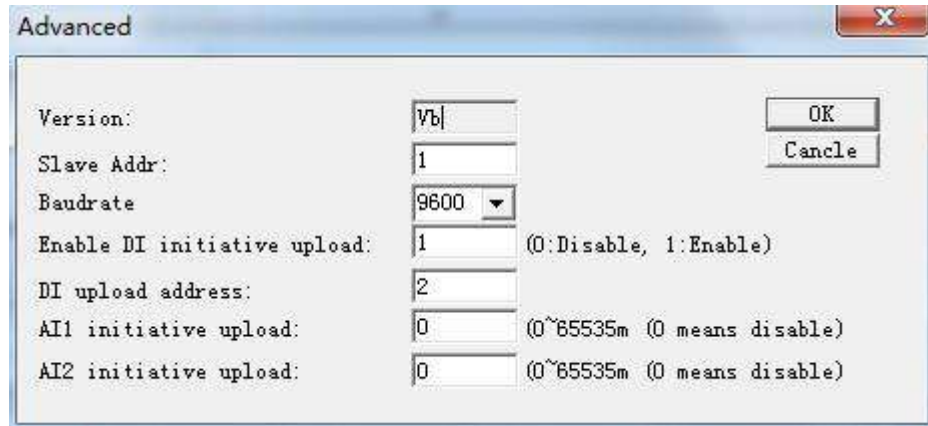 Advanced
Version: Vb OK
Slave Addr: 1 Cancle
Baudrate 9600
Enable DI initiative upload: 1 (0:Disable, 1:Enable)
DI upload address: 2
AI1 initiative upload: 0 (0~65535m (0 means disable)
AI2 initiative upload: 0 (0~65535m (0 means disable)